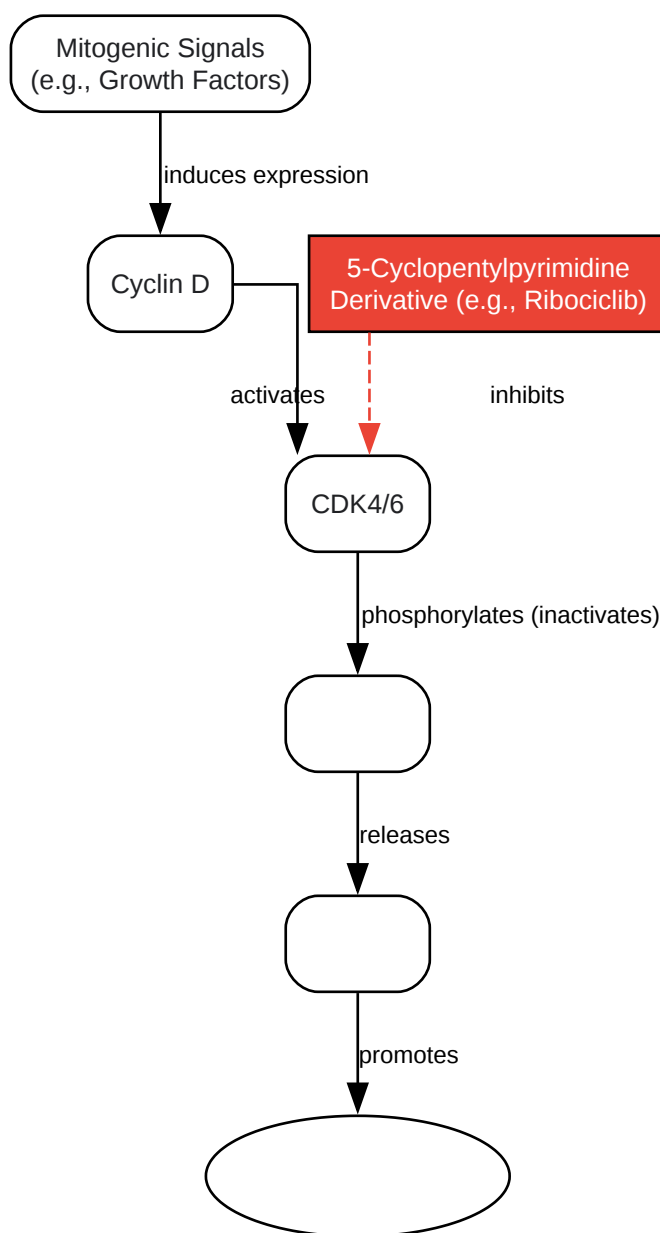 Mitogenic Signals
(e.g., Growth Factors)
induces expression
Cyclin D
5-Cyclopentylpyrimidine
Derivative (e.g., Ribociclib)
activates
inhibits
CDK4/6
phosphorylates (inactivates)
releases
promotes